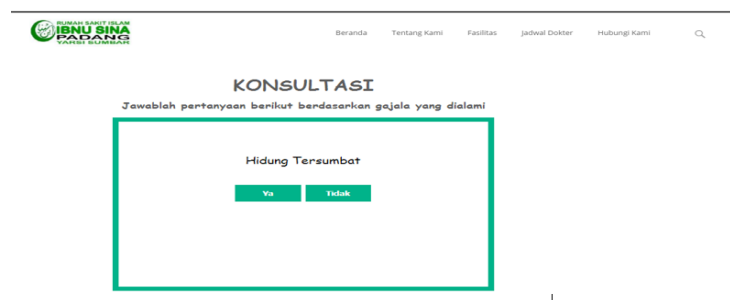 RUMAH SAKIT ISLAM
IBNU SINA
PADANG
YARSI SUMBAR
Beranda Tentang Kami Fasilitas Jadwal Dokter Hubungi Kami
KONSULTASI
Jawablah pertanyaan berikut berdasarkan gajala yang dialami
Hidung Tersumbat
Ya Tidak